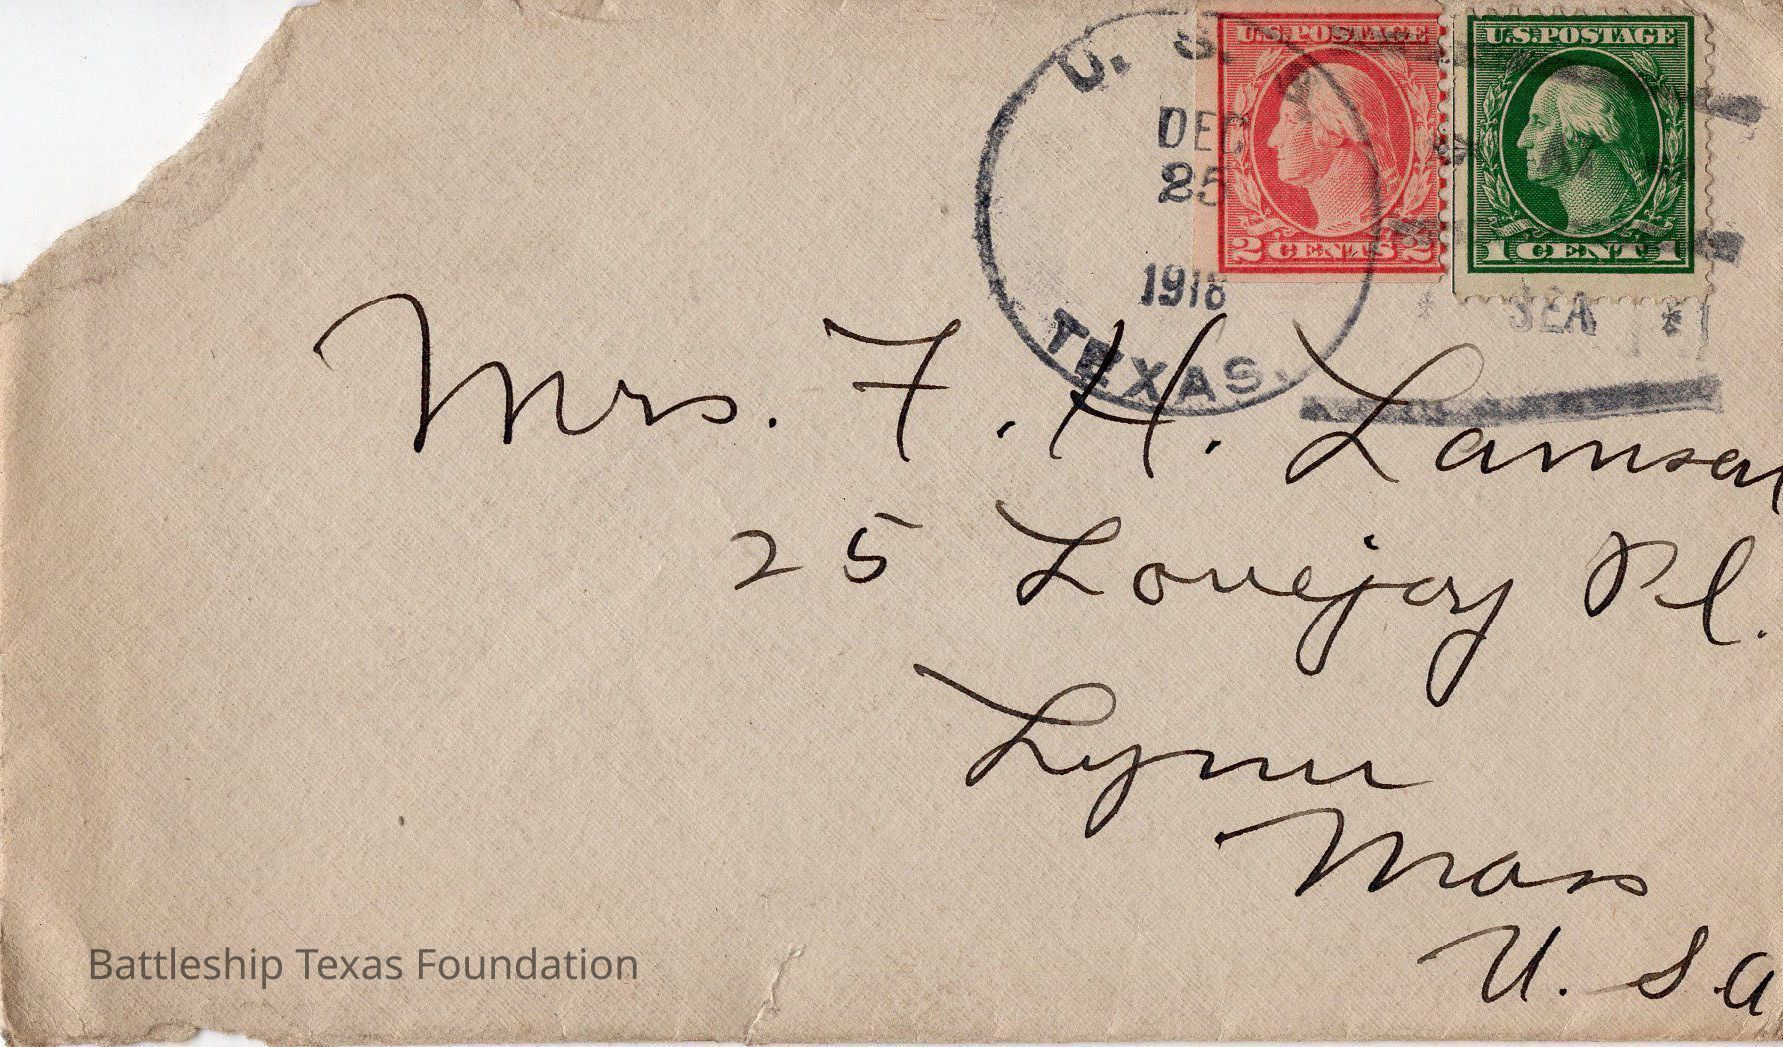 U. S.
DEC
25
1918
TEXAS.
U.S. POSTAGE
2 CENTS 2
U.S. POSTAGE
1 CENT 1
SEA
Mrs. F. H. Lamson
25 Lovejoy Pl.
Lynn
Mass
U. S. A
Battleship Texas Foundation